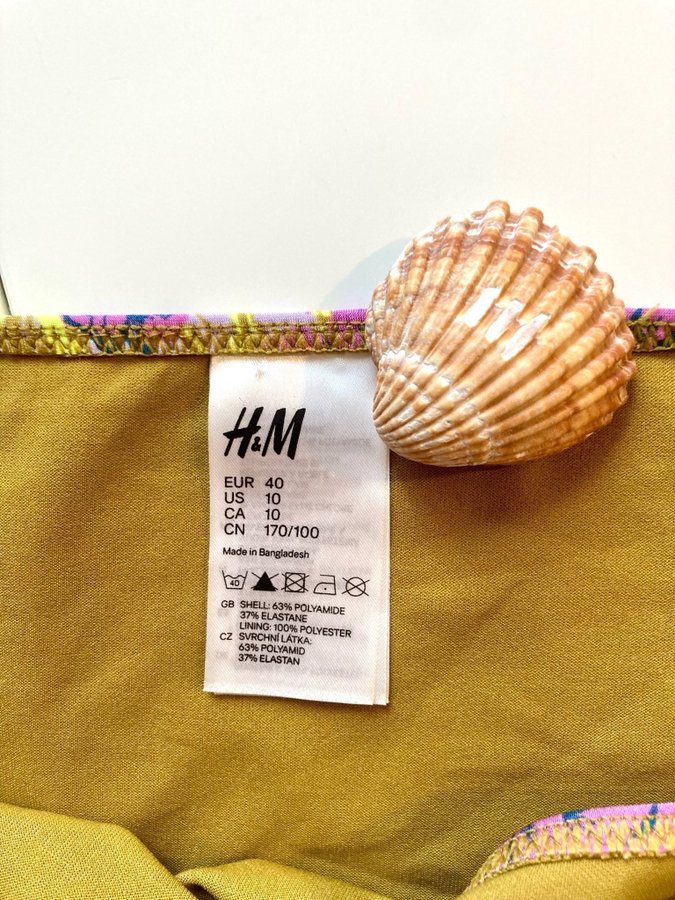 H&M
EUR 40
US 10
CA 10
CN 170/100
Made in Bangladesh
40
GB SHELL: 63% POLYAMIDE
37% ELASTANE
LINING: 100% POLYESTER
CZ SVRCHNÍ LÁTKA:
63% POLYAMID
37% ELASTAN